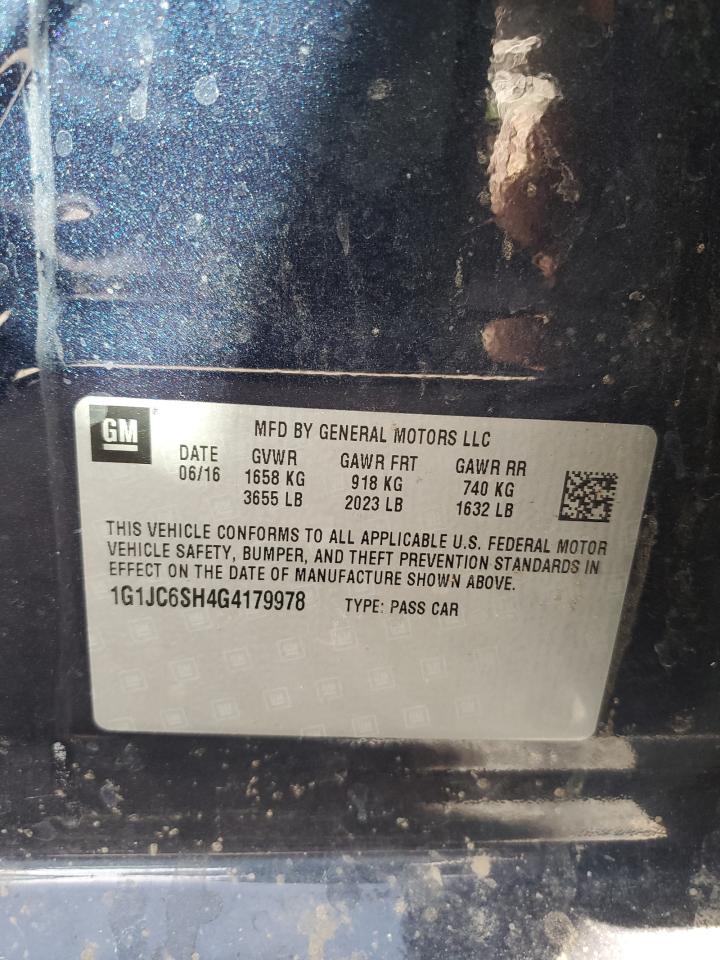 GM
MFD BY GENERAL MOTORS LLC
DATE GVWR GAWR FRT GAWR RR
06/16 1658 KG 918 KG 740 KG
3655 LB 2023 LB 1632 LB
THIS VEHICLE CONFORMS TO ALL APPLICABLE U.S. FEDERAL MOTOR
VEHICLE SAFETY, BUMPER, AND THEFT PREVENTION STANDARDS IN
EFFECT ON THE DATE OF MANUFACTURE SHOWN ABOVE.
1G1JC6SH4G4179978 TYPE: PASS CAR